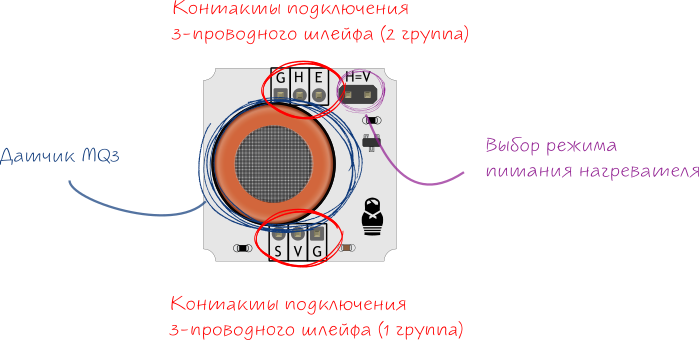 Контакты подключения
3-проводного шлейфа (2 группа)
G H E H=V
Датчик MQ3
Выбор режима
питания нагревателя
S V G
Контакты подключения
3-проводного шлейфа (1 группа)